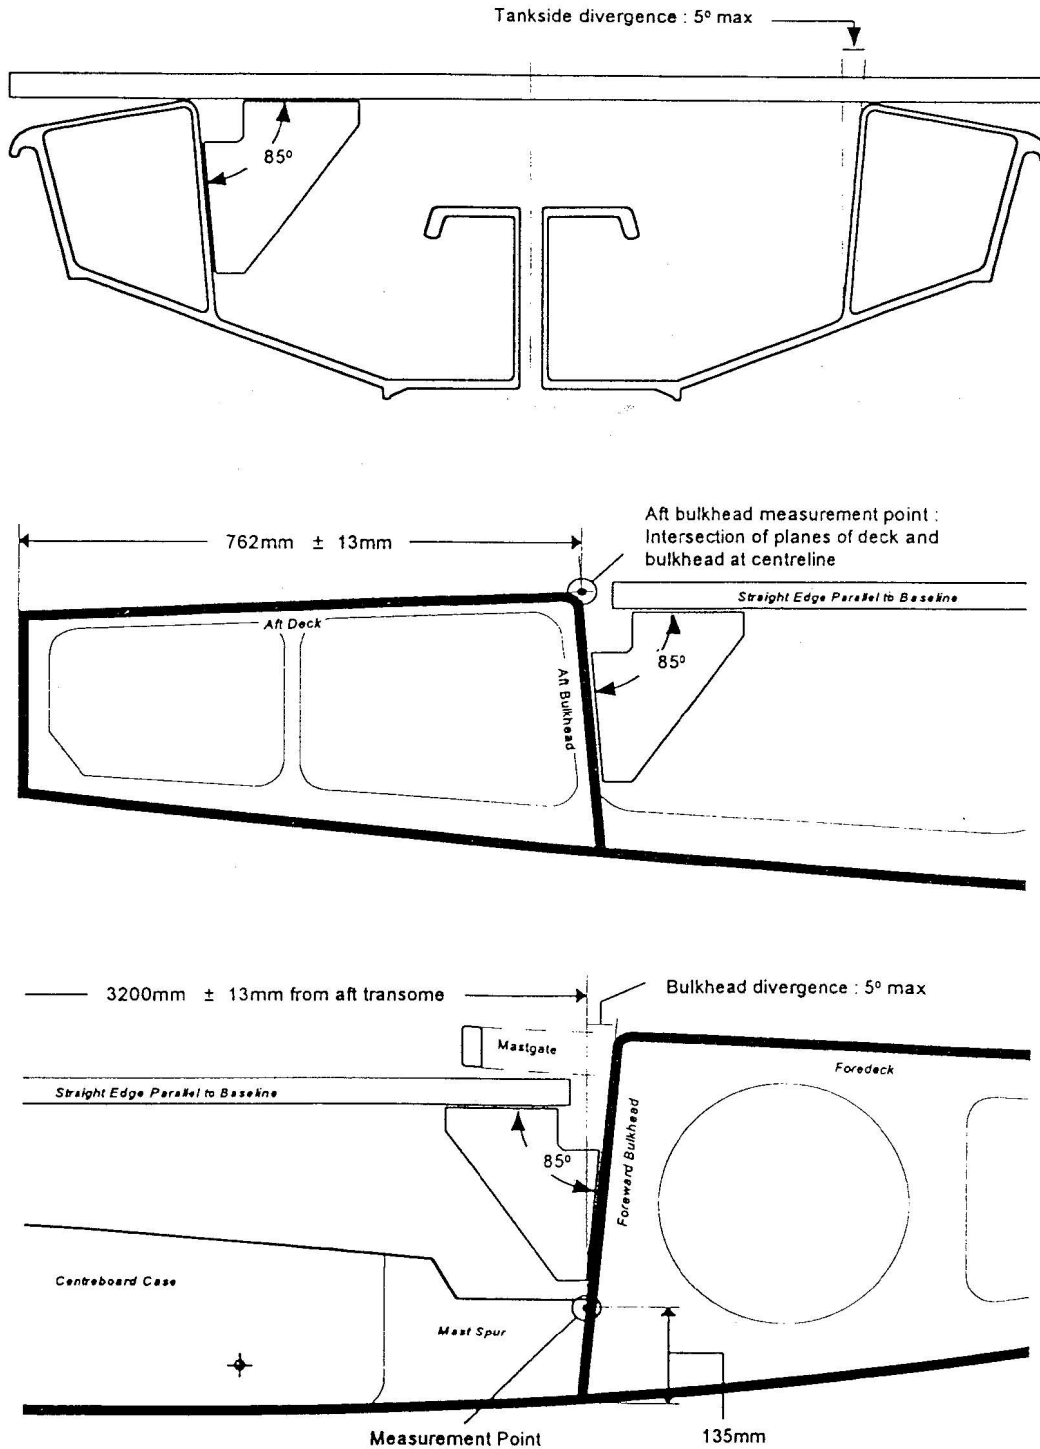 Tankside divergence : 5º max
85º
Aft bulkhead measurement point :
Intersection of planes of deck and
bulkhead at centreline
762mm ± 13mm
Straight Edge Parallel to Baseline
Aft Deck
85º
Aft Bulkhead
3200mm ± 13mm from aft transome
Bulkhead divergence : 5º max
Mastgate
Foredeck
Straight Edge Parallel to Baseline
85º
Foreward Bulkhead
Centreboard Case
Mast Spur
Measurement Point
135mm